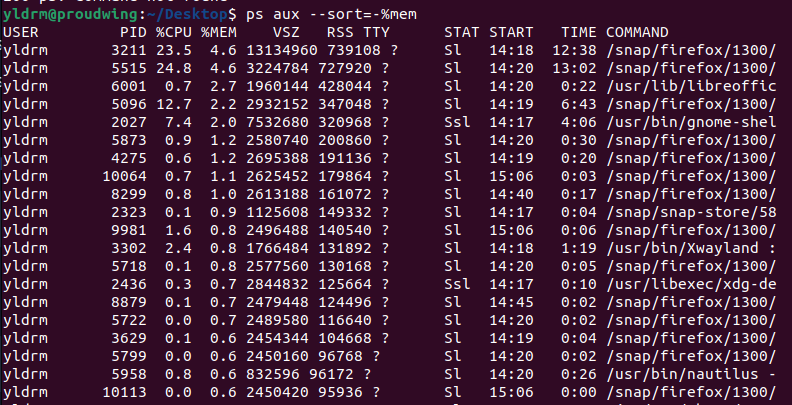 yldrm@proudwing:~/Desktop$ ps aux --sort=-%mem
USER         PID %CPU %MEM    VSZ   RSS TTY      STAT START   TIME COMMAND
yldrm       3211 23.5  4.6 13134960 739108 ?     Sl   14:18  12:38 /snap/firefox/1300/
yldrm       5515 24.8  4.6 3224784 727920 ?      Sl   14:20  13:02 /snap/firefox/1300/
yldrm       6001  0.7  2.7 1960144 428044 ?      Sl   14:20   0:22 /usr/lib/libreoffic
yldrm       5096 12.7  2.2 2932152 347048 ?      Sl   14:19   6:43 /snap/firefox/1300/
yldrm       2027  7.4  2.0 7532680 320968 ?      Ssl  14:17   4:06 /usr/bin/gnome-shel
yldrm       5873  0.9  1.2 2580740 200860 ?      Sl   14:20   0:30 /snap/firefox/1300/
yldrm       4275  0.6  1.2 2695388 191136 ?      Sl   14:19   0:20 /snap/firefox/1300/
yldrm      10064  0.7  1.1 2625452 179864 ?      Sl   15:06   0:03 /snap/firefox/1300/
yldrm       8299  0.8  1.0 2613188 161072 ?      Sl   14:40   0:17 /snap/firefox/1300/
yldrm       2323  0.1  0.9 1125608 149332 ?      Sl   14:17   0:04 /snap/snap-store/58
yldrm       9981  1.6  0.8 2496488 140540 ?      Sl   15:06   0:06 /snap/firefox/1300/
yldrm       3302  2.4  0.8 1766484 131892 ?      Sl   14:18   1:19 /usr/bin/Xwayland :
yldrm       5718  0.1  0.8 2577560 130168 ?      Sl   14:20   0:05 /snap/firefox/1300/
yldrm       2436  0.3  0.7 2844832 125664 ?      Ssl  14:17   0:10 /usr/libexec/xdg-de
yldrm       8879  0.1  0.7 2479448 124496 ?      Sl   14:45   0:02 /snap/firefox/1300/
yldrm       5722  0.0  0.7 2489580 116640 ?      Sl   14:20   0:02 /snap/firefox/1300/
yldrm       3629  0.1  0.6 2454344 104668 ?      Sl   14:19   0:04 /snap/firefox/1300/
yldrm       5799  0.0  0.6 2450160 96768 ?       Sl   14:20   0:02 /snap/firefox/1300/
yldrm       5958  0.8  0.6 832596 96172 ?        Sl   14:20   0:26 /usr/bin/nautilus -
yldrm      10113  0.0  0.6 2450420 95936 ?       Sl   15:06   0:00 /snap/firefox/1300/